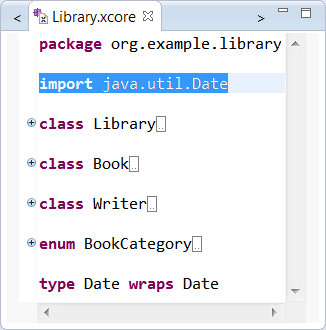 Library.xcore
package org.example.library
import java.util.Date
class Library..
class Book..
class Writer..
enum BookCategory..
type Date wraps Date